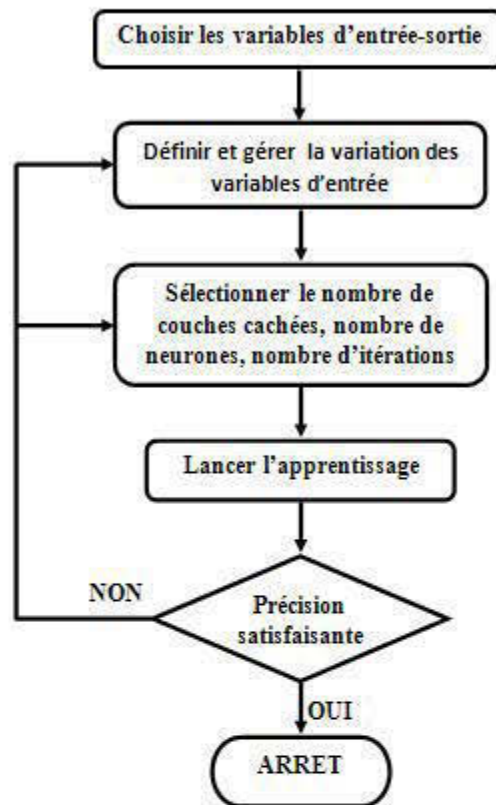 Choisir les variables d'entrée-sortie
Définir et gérer la variation des
variables d'entrée
Sélectionner le nombre de
couches cachées, nombre de
neurones, nombre d'itérations
Lancer l'apprentissage
NON
Précision
satisfaisante
OUI
ARRET